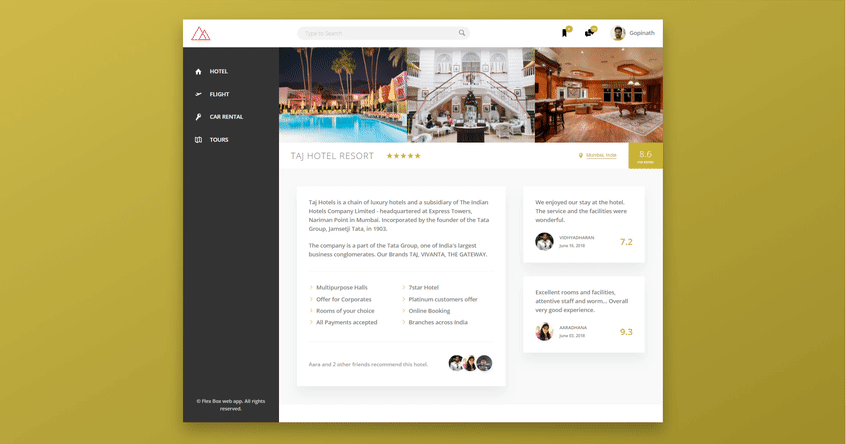 Type to Search
Gopinath
HOTEL
FLIGHT
CAR RENTAL
TOURS
© Flex Box web app. All rights
reserved.
TAJ HOTEL RESORT
Mumbai, India
8.6
Taj Hotels is a chain of luxury hotels and a subsidiary of The Indian
Hotels Company Limited - headquartered at Express Towers,
Nariman Point in Mumbai. Incorporated by the founder of the Tata
Group, Jamsetji Tata, in 1903.
The company is a part of the Tata Group, one of India's largest
business conglomerates. Our Brands TAJ, VIVANTA, THE GATEWAY.
Multipurpose Halls
Offer for Corporates
Rooms of your choice
All Payments accepted
7star Hotel
Platinum customers offer
Online Booking
Branches across India
Aara and 2 other friends recommend this hotel.
We enjoyed our stay at the hotel.
The service and the facilities were
wonderful.
VIDHYADHARAN
June 19, 2018
7.2
Excellent rooms and facilities,
attentive staff and worm... Overall
very good experience.
AARADHANA
June 03, 2018
9.3